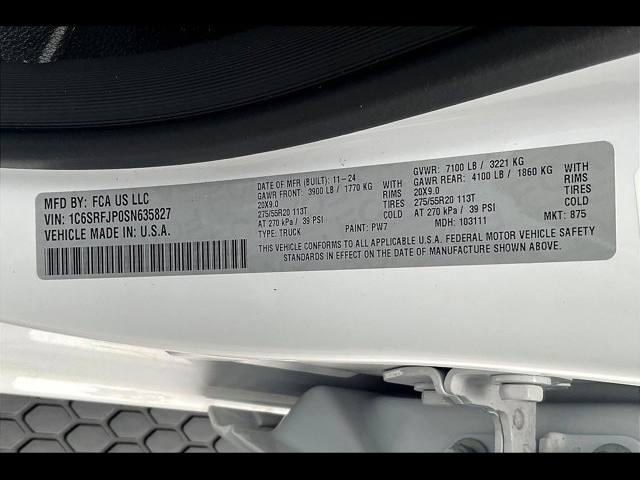 MFD BY: FCA US LLC
VIN: 1C6SRFJP0SN635827
VEHICLE MADE IN: U.S.A.
DATE OF MFR (BUILT): 11-24
GAWR FRONT: 3900 LB / 1770 KG WITH
20X9.0 RIMS
275/55R20 113T TIRES
AT 270 kPa / 39 PSI COLD
TYPE: TRUCK PAINT: PW7
GVWR: 7100 LB / 3221 KG
GAWR REAR: 4100 LB / 1860 KG WITH
20X9.0 RIMS
275/55R20 113T TIRES
AT 270 kPa / 39 PSI COLD
MDH: 103111 MKT: 875
THIS VEHICLE CONFORMS TO ALL APPLICABLE U.S.A. FEDERAL MOTOR VEHICLE SAFETY
STANDARDS IN EFFECT ON THE DATE OF MANUFACTURE SHOWN ABOVE.